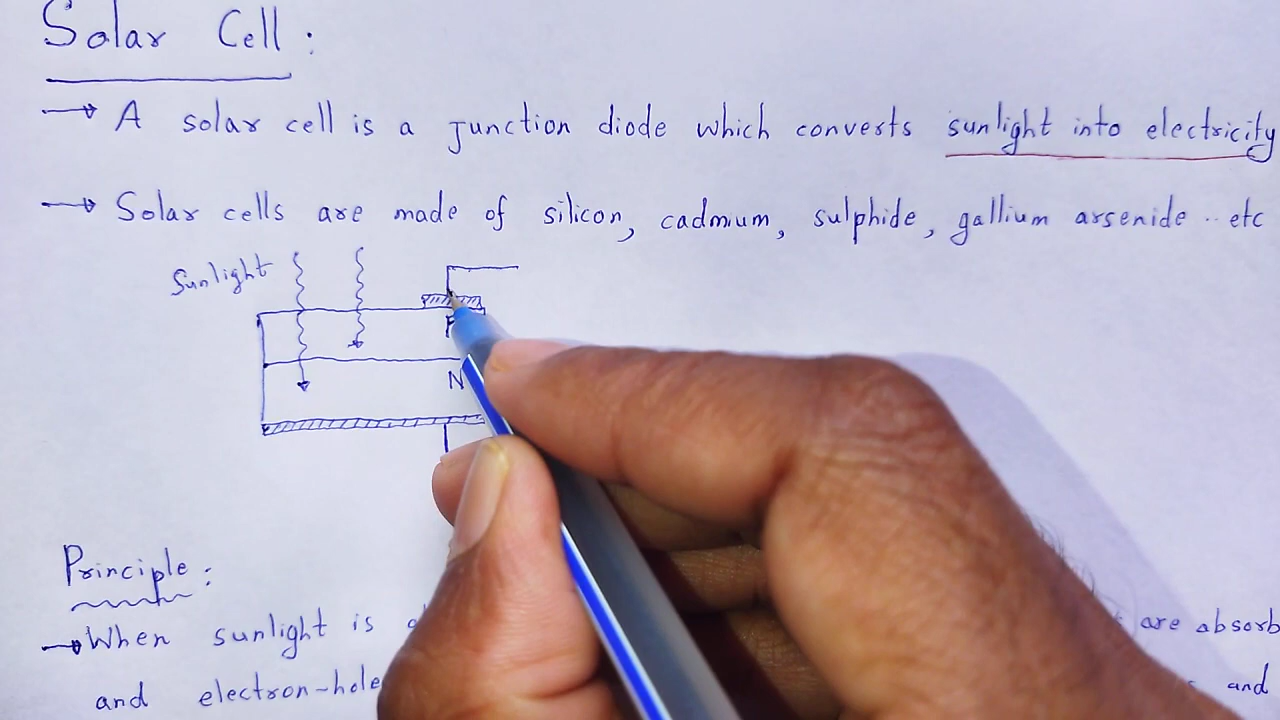 Solar Cell :
→ A solar cell is a junction diode which converts sunlight into electricity
→ Solar cells are made of silicon, cadmium, sulphide, gallium arsenide .. etc
Sunlight
P
N
Principle :
→ When sunlight is are absorb
and electron-hole and